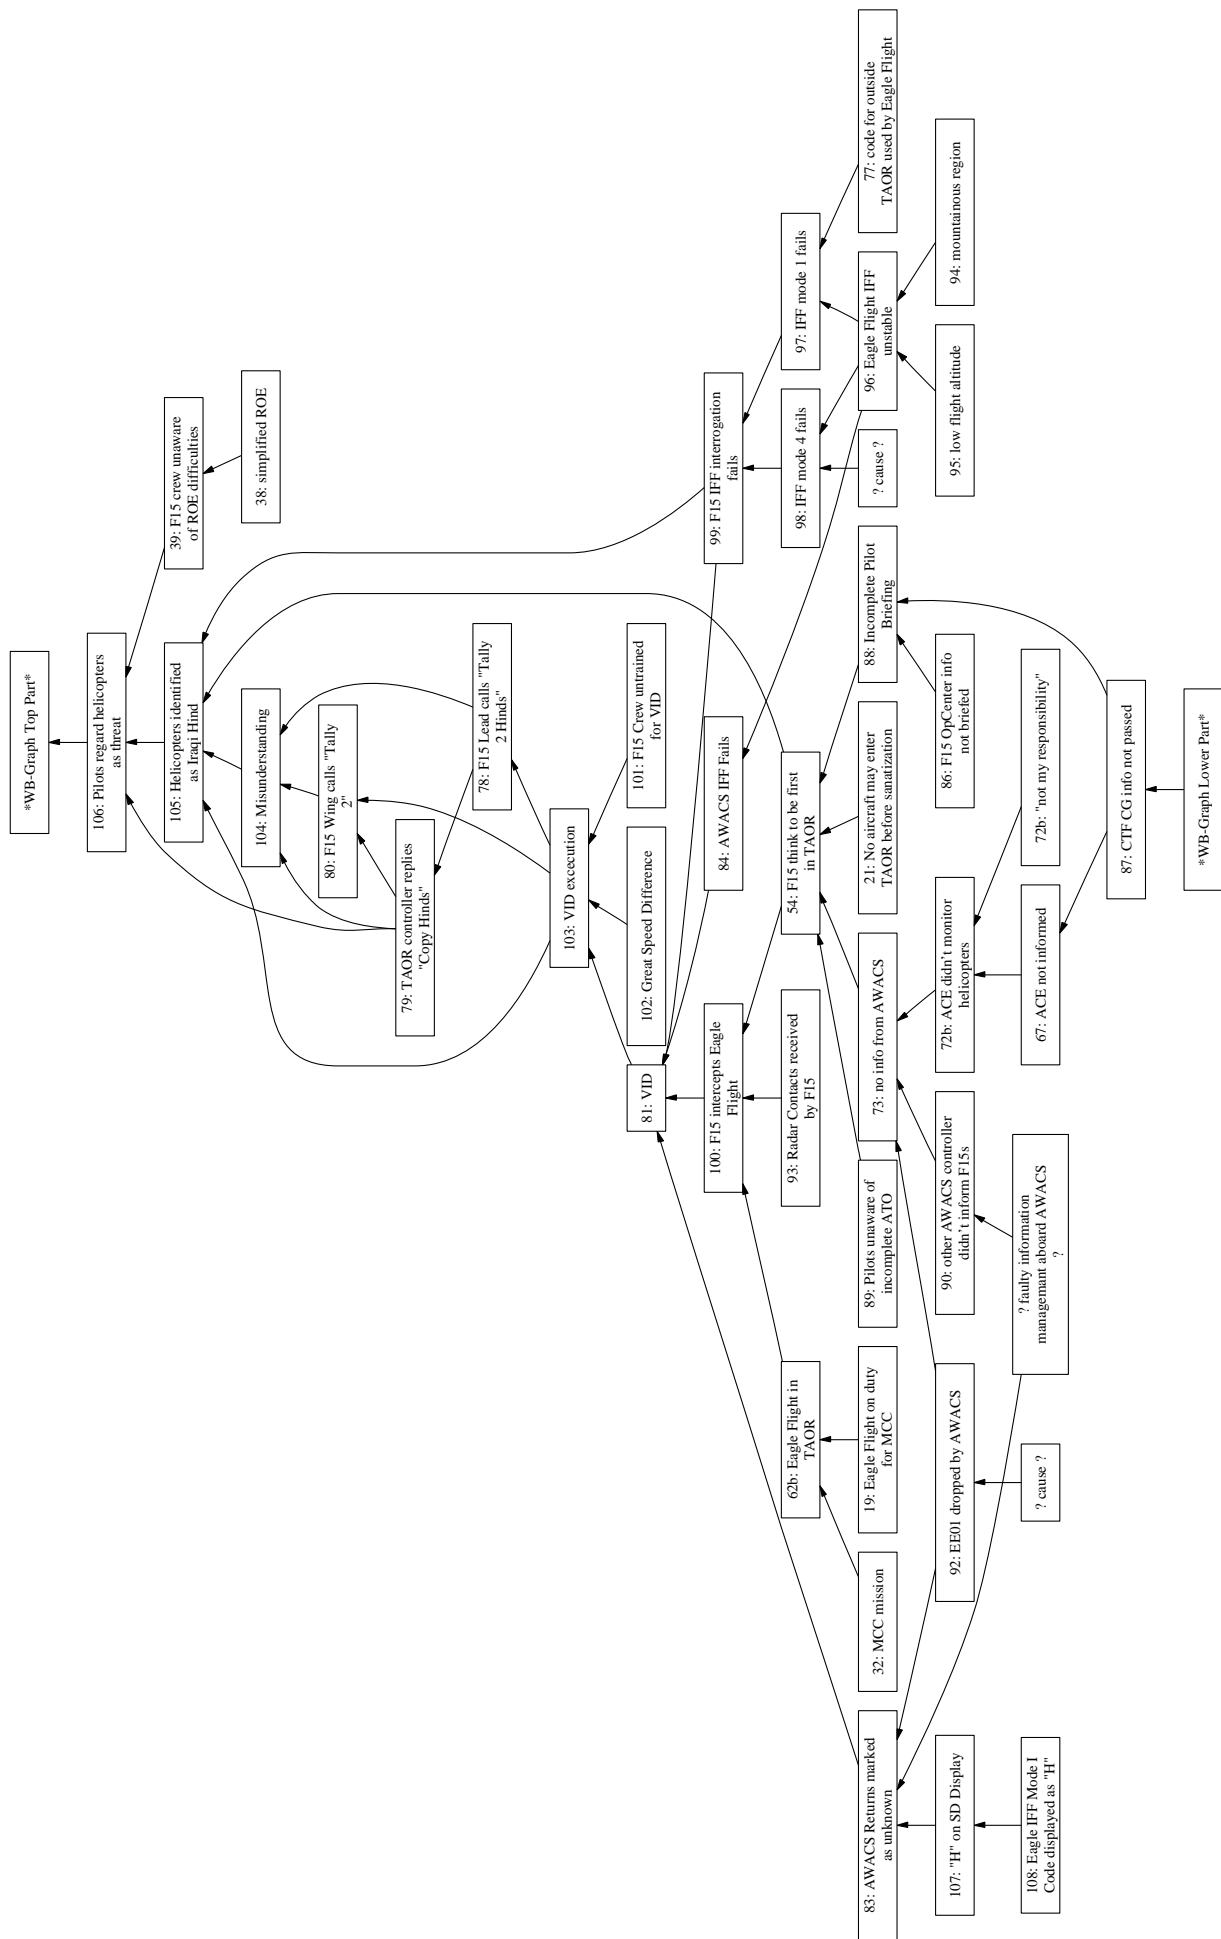 *WB-Graph Top Part*
106: Pilots regard helicopters
as threat
39: F15 crew unaware
of ROE difficulties
105: Helicopters identified
as Iraqi Hind
38: simplified ROE
104: Misunderstanding
80: F15 Wing calls "Tally
2"
79: TAOR controller replies
"Copy Hinds"
78: F15 Lead calls "Tally
2 Hinds"
103: VID excecution
81: VID
102: Great Speed Difference
101: F15 Crew untrained
for VID
100: F15 intercepts Eagle
Flight
84: AWACS IFF Fails
99: F15 IFF interrogation
fails
62b: Eagle Flight in
TAOR
93: Radar Contacts received
by F15
54: F15 think to be first
in TAOR
98: IFF mode 4 fails
97: IFF mode 1 fails
83: AWACS Returns marked
as unknown
32: MCC mission
19: Eagle Flight on duty
for MCC
89: Pilots unaware of
incomplete ATO
73: no info from AWACS
21: No aircraft may enter
TAOR before sanatization
88: Incomplete Pilot
Briefing
? cause ?
96: Eagle Flight IFF
unstable
77: code for outside
TAOR used by Eagle Flight
107: "H" on SD Display
92: EE01 dropped by AWACS
90: other AWACS controller
didn't inform F15s
72b: ACE didn't monitor
helicopters
86: F15 OpCenter info
not briefed
95: low flight altitude
94: mountainous region
108: Eagle IFF Mode I
Code displayed as "H"
? cause ?
? faulty information
managemant aboard AWACS
?
67: ACE not informed
72b: "not my responsibility"
87: CTF CG info not passed
*WB-Graph Lower Part*